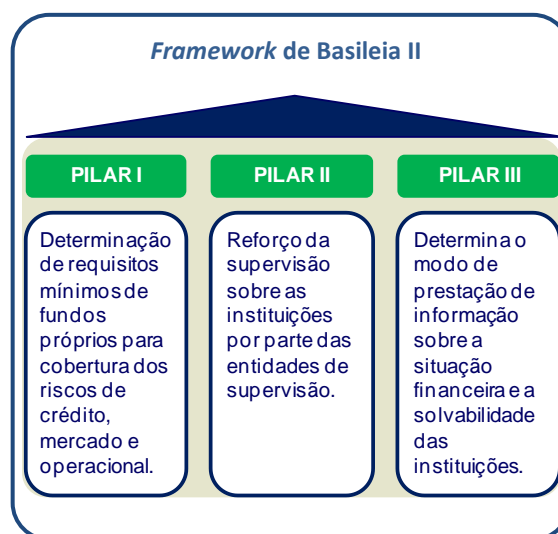 Framework de Basileia II
PILAR I
PILAR II
PILAR III
Determinação
de requisitos
mínimos de
fundos
próprios para
cobertura dos
riscos de
crédito,
mercado e
operacional.
Reforço da
supervisão
sobre as
instituições
por parte das
entidades de
supervisão.
Determina o
modo de
prestação de
informação
sobre a
situação
financeira e a
solvabilidade
das
instituições.